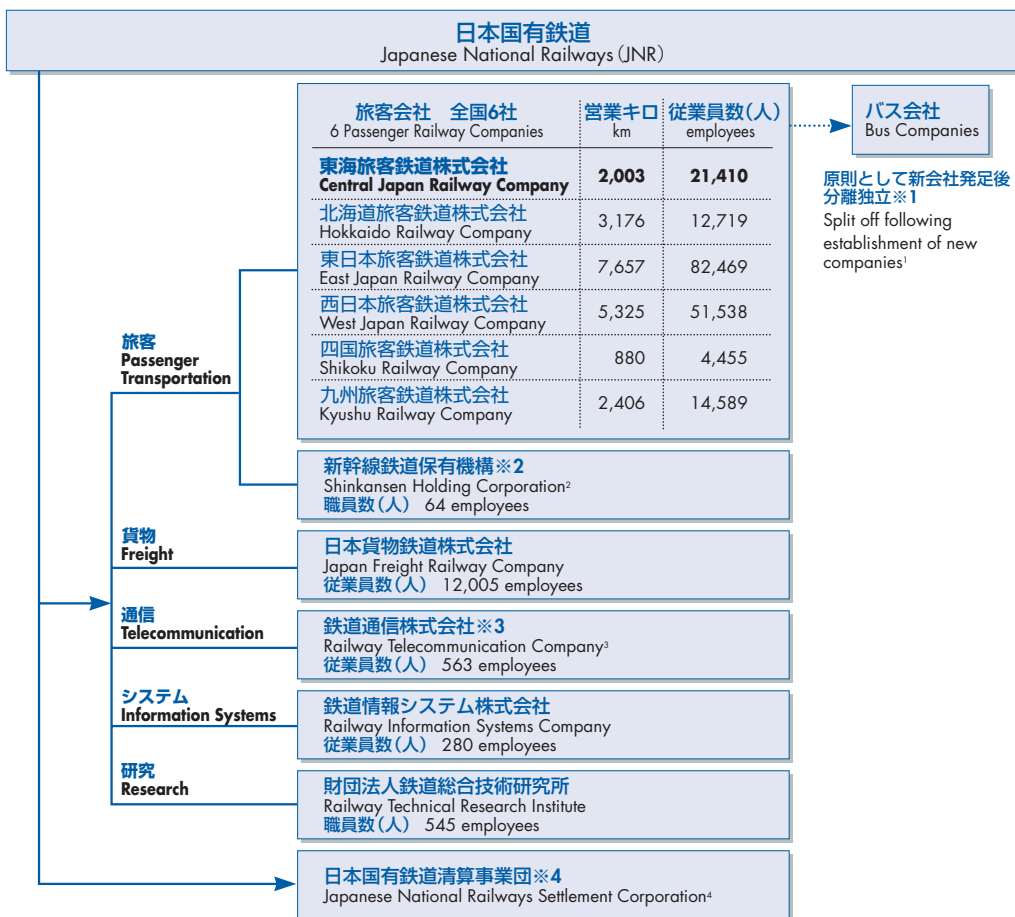 日本国有鉄道
Japanese National Railways (JNR)
旅客会社 全国6社 営業キロ 従業員数(人)
6 Passenger Railway Companies km employees
東海旅客鉄道株式会社
Central Japan Railway Company 2,003 21,410
北海道旅客鉄道株式会社
Hokkaido Railway Company 3,176 12,719
東日本旅客鉄道株式会社
East Japan Railway Company 7,657 82,469
西日本旅客鉄道株式会社
West Japan Railway Company 5,325 51,538
四国旅客鉄道株式会社
Shikoku Railway Company 880 4,455
九州旅客鉄道株式会社
Kyushu Railway Company 2,406 14,589
バス会社
Bus Companies
原則として新会社発足後
分離独立※1
Split off following
establishment of new
companies¹
旅客
Passenger
Transportation
新幹線鉄道保有機構※2
Shinkansen Holding Corporation²
職員数(人) 64 employees
貨物
Freight
日本貨物鉄道株式会社
Japan Freight Railway Company
従業員数(人) 12,005 employees
通信
Telecommunication
鉄道通信株式会社※3
Railway Telecommunication Company³
従業員数(人) 563 employees
システム
Information Systems
鉄道情報システム株式会社
Railway Information Systems Company
従業員数(人) 280 employees
研究
Research
財団法人鉄道総合技術研究所
Railway Technical Research Institute
職員数(人) 545 employees
日本国有鉄道清算事業団※4
Japanese National Railways Settlement Corporation⁴